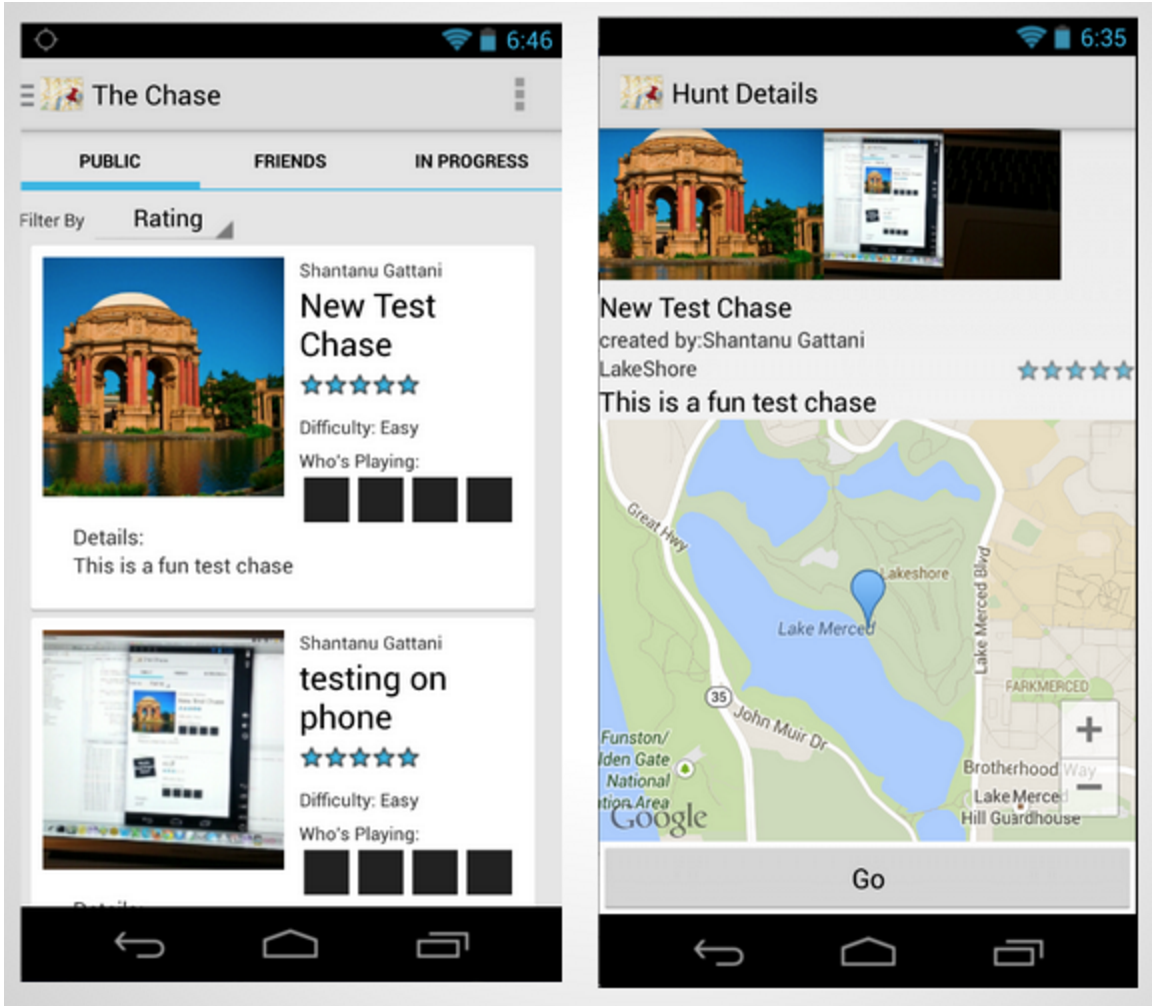 6:46
The Chase
PUBLIC FRIENDS IN PROGRESS
Filter By Rating
Shantanu Gattani
New Test
Chase
Difficulty: Easy
Who's Playing:
Details:
This is a fun test chase
Shantanu Gattani
testing on
phone
Difficulty: Easy
Who's Playing:
Details:
6:35
Hunt Details
New Test Chase
created by:Shantanu Gattani
LakeShore
This is a fun test chase
Great Hwy
Lakeshore
Lake Merced Blvd
Lake Merced
PARKMERCED
35
John Muir Dr
Funston/
lden Gate
National
tion Area
Google
Brotherhood Way
Lake Merced
Hill Guardhouse
+
−
Go